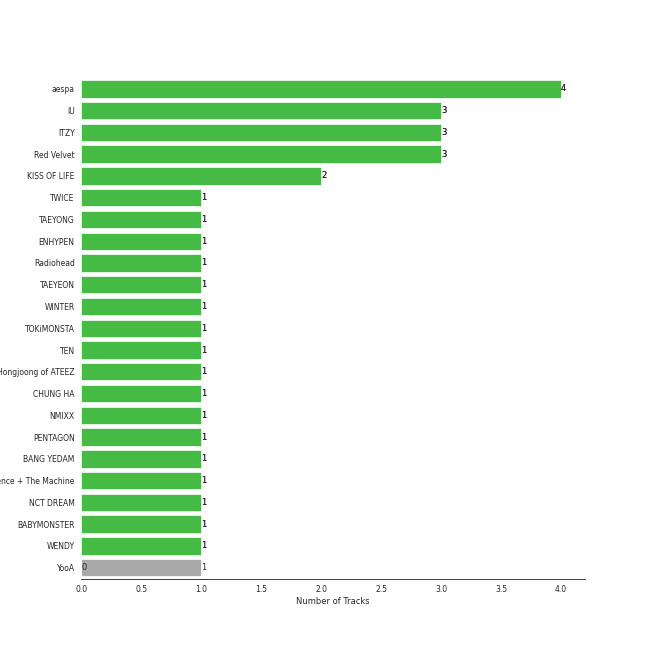 aespa 4
IU 3
ITZY 3
Red Velvet 3
KISS OF LIFE 2
TWICE 1
TAEYONG 1
ENHYPEN 1
Radiohead 1
TAEYEON 1
WINTER 1
TOKiMONSTA 1
TEN 1
Hongjoong of ATEEZ 1
CHUNG HA 1
NMIXX 1
PENTAGON 1
BANG YEDAM 1
ence + The Machine 1
NCT DREAM 1
BABYMONSTER 1
WENDY 1
YooA 0 1
0.0 0.5 1.0 1.5 2.0 2.5 3.0 3.5 4.0
Number of Tracks